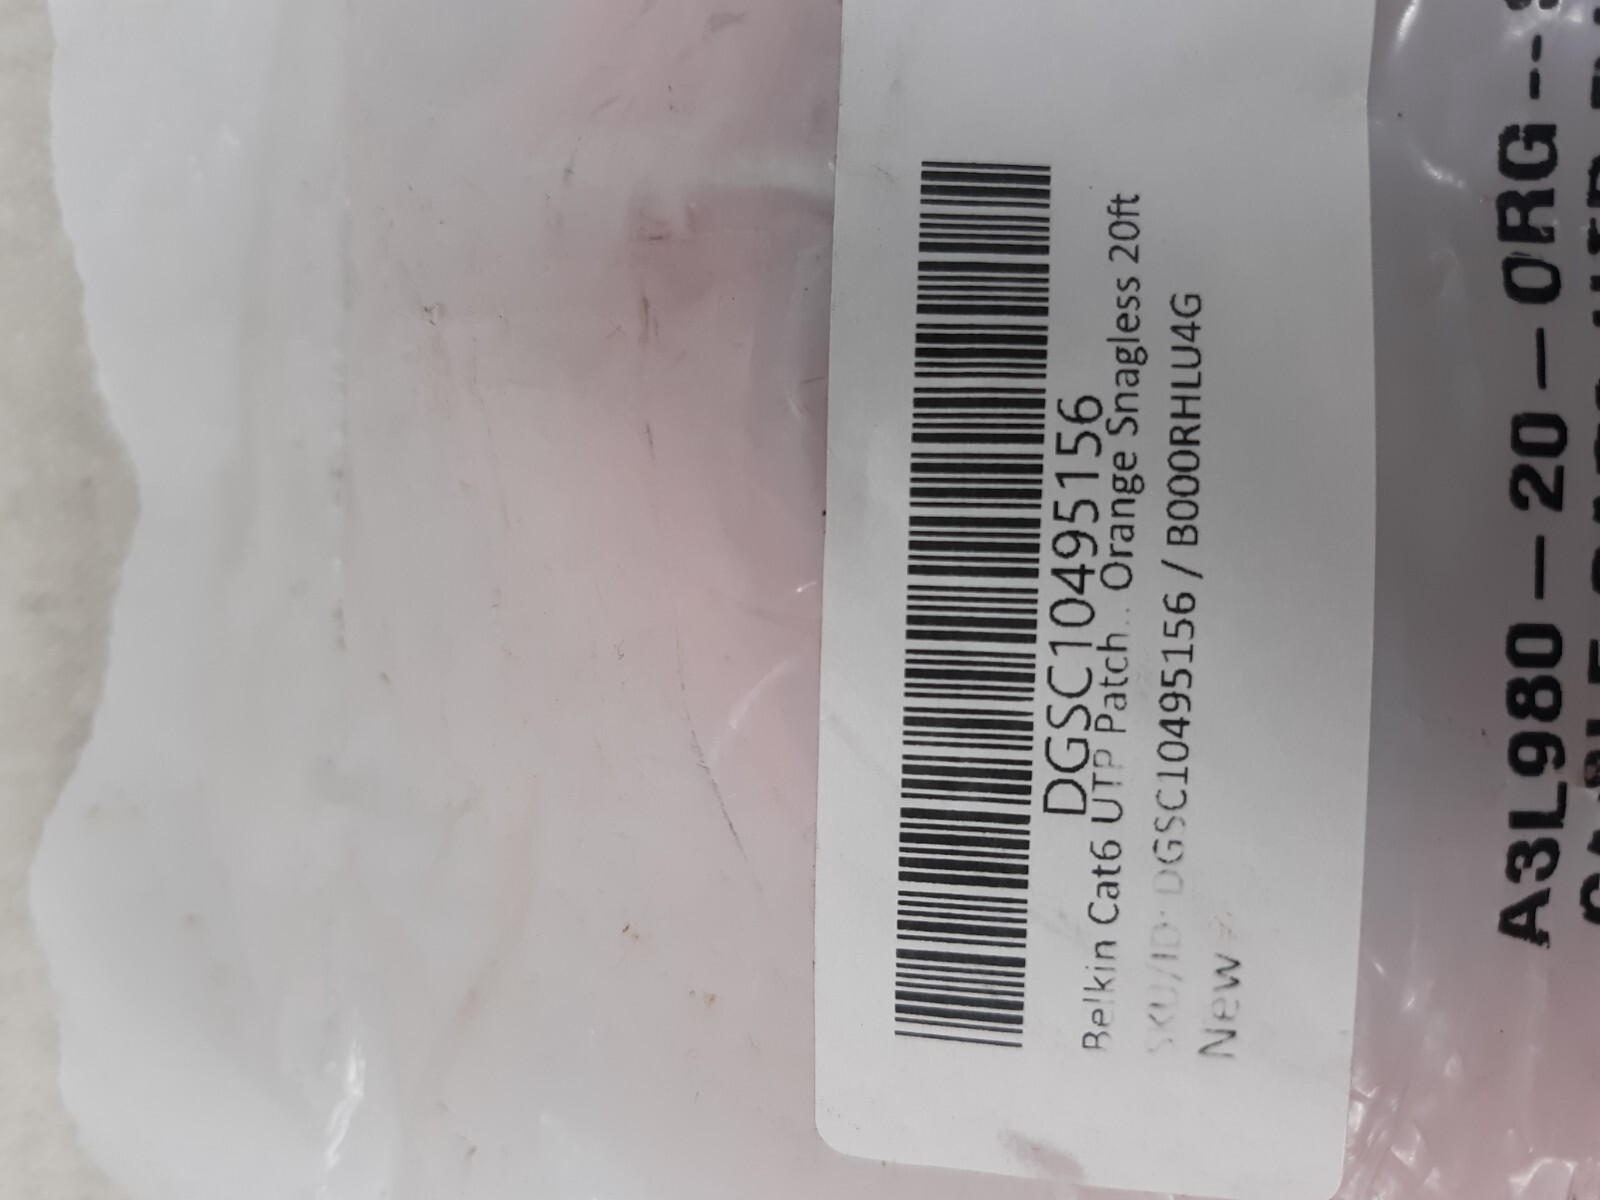 DGSC10495156
Belkin Cat6 UTP Patch... Orange Snagless 20ft
SKU/ID: DGSC10495156 / B000RHLU4G
New
A3L980-20-ORG--